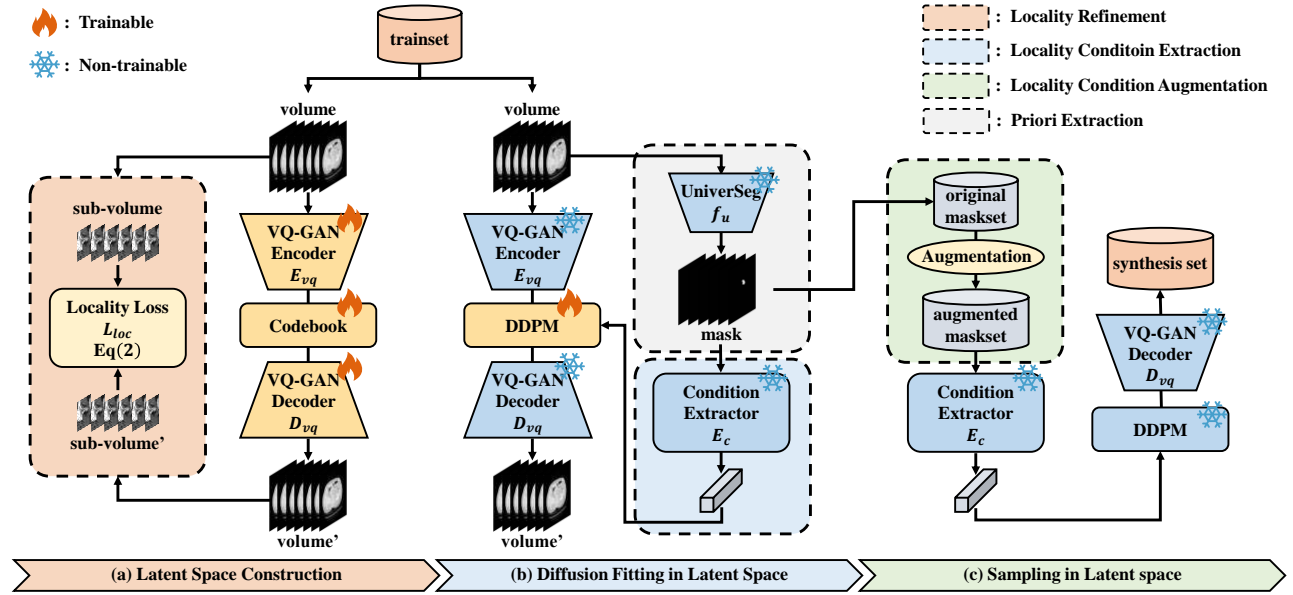 : Trainable
: Non-trainable
trainset
: Locality Refinement
: Locality Conditoin Extraction
: Locality Condition Augmentation
: Priori Extraction
volume
sub-volume
Locality Loss
L_loc
Eq(2)
sub-volume’
VQ-GAN
Encoder
E_vq
Codebook
VQ-GAN
Decoder
D_vq
volume’
volume
VQ-GAN
Encoder
E_vq
DDPM
VQ-GAN
Decoder
D_vq
volume’
UniverSeg
f_u
mask
Condition
Extractor
E_c
original
maskset
Augmentation
augmented
maskset
Condition
Extractor
E_c
synthesis set
VQ-GAN
Decoder
D_vq
DDPM
(a) Latent Space Construction
(b) Diffusion Fitting in Latent Space
(c) Sampling in Latent space